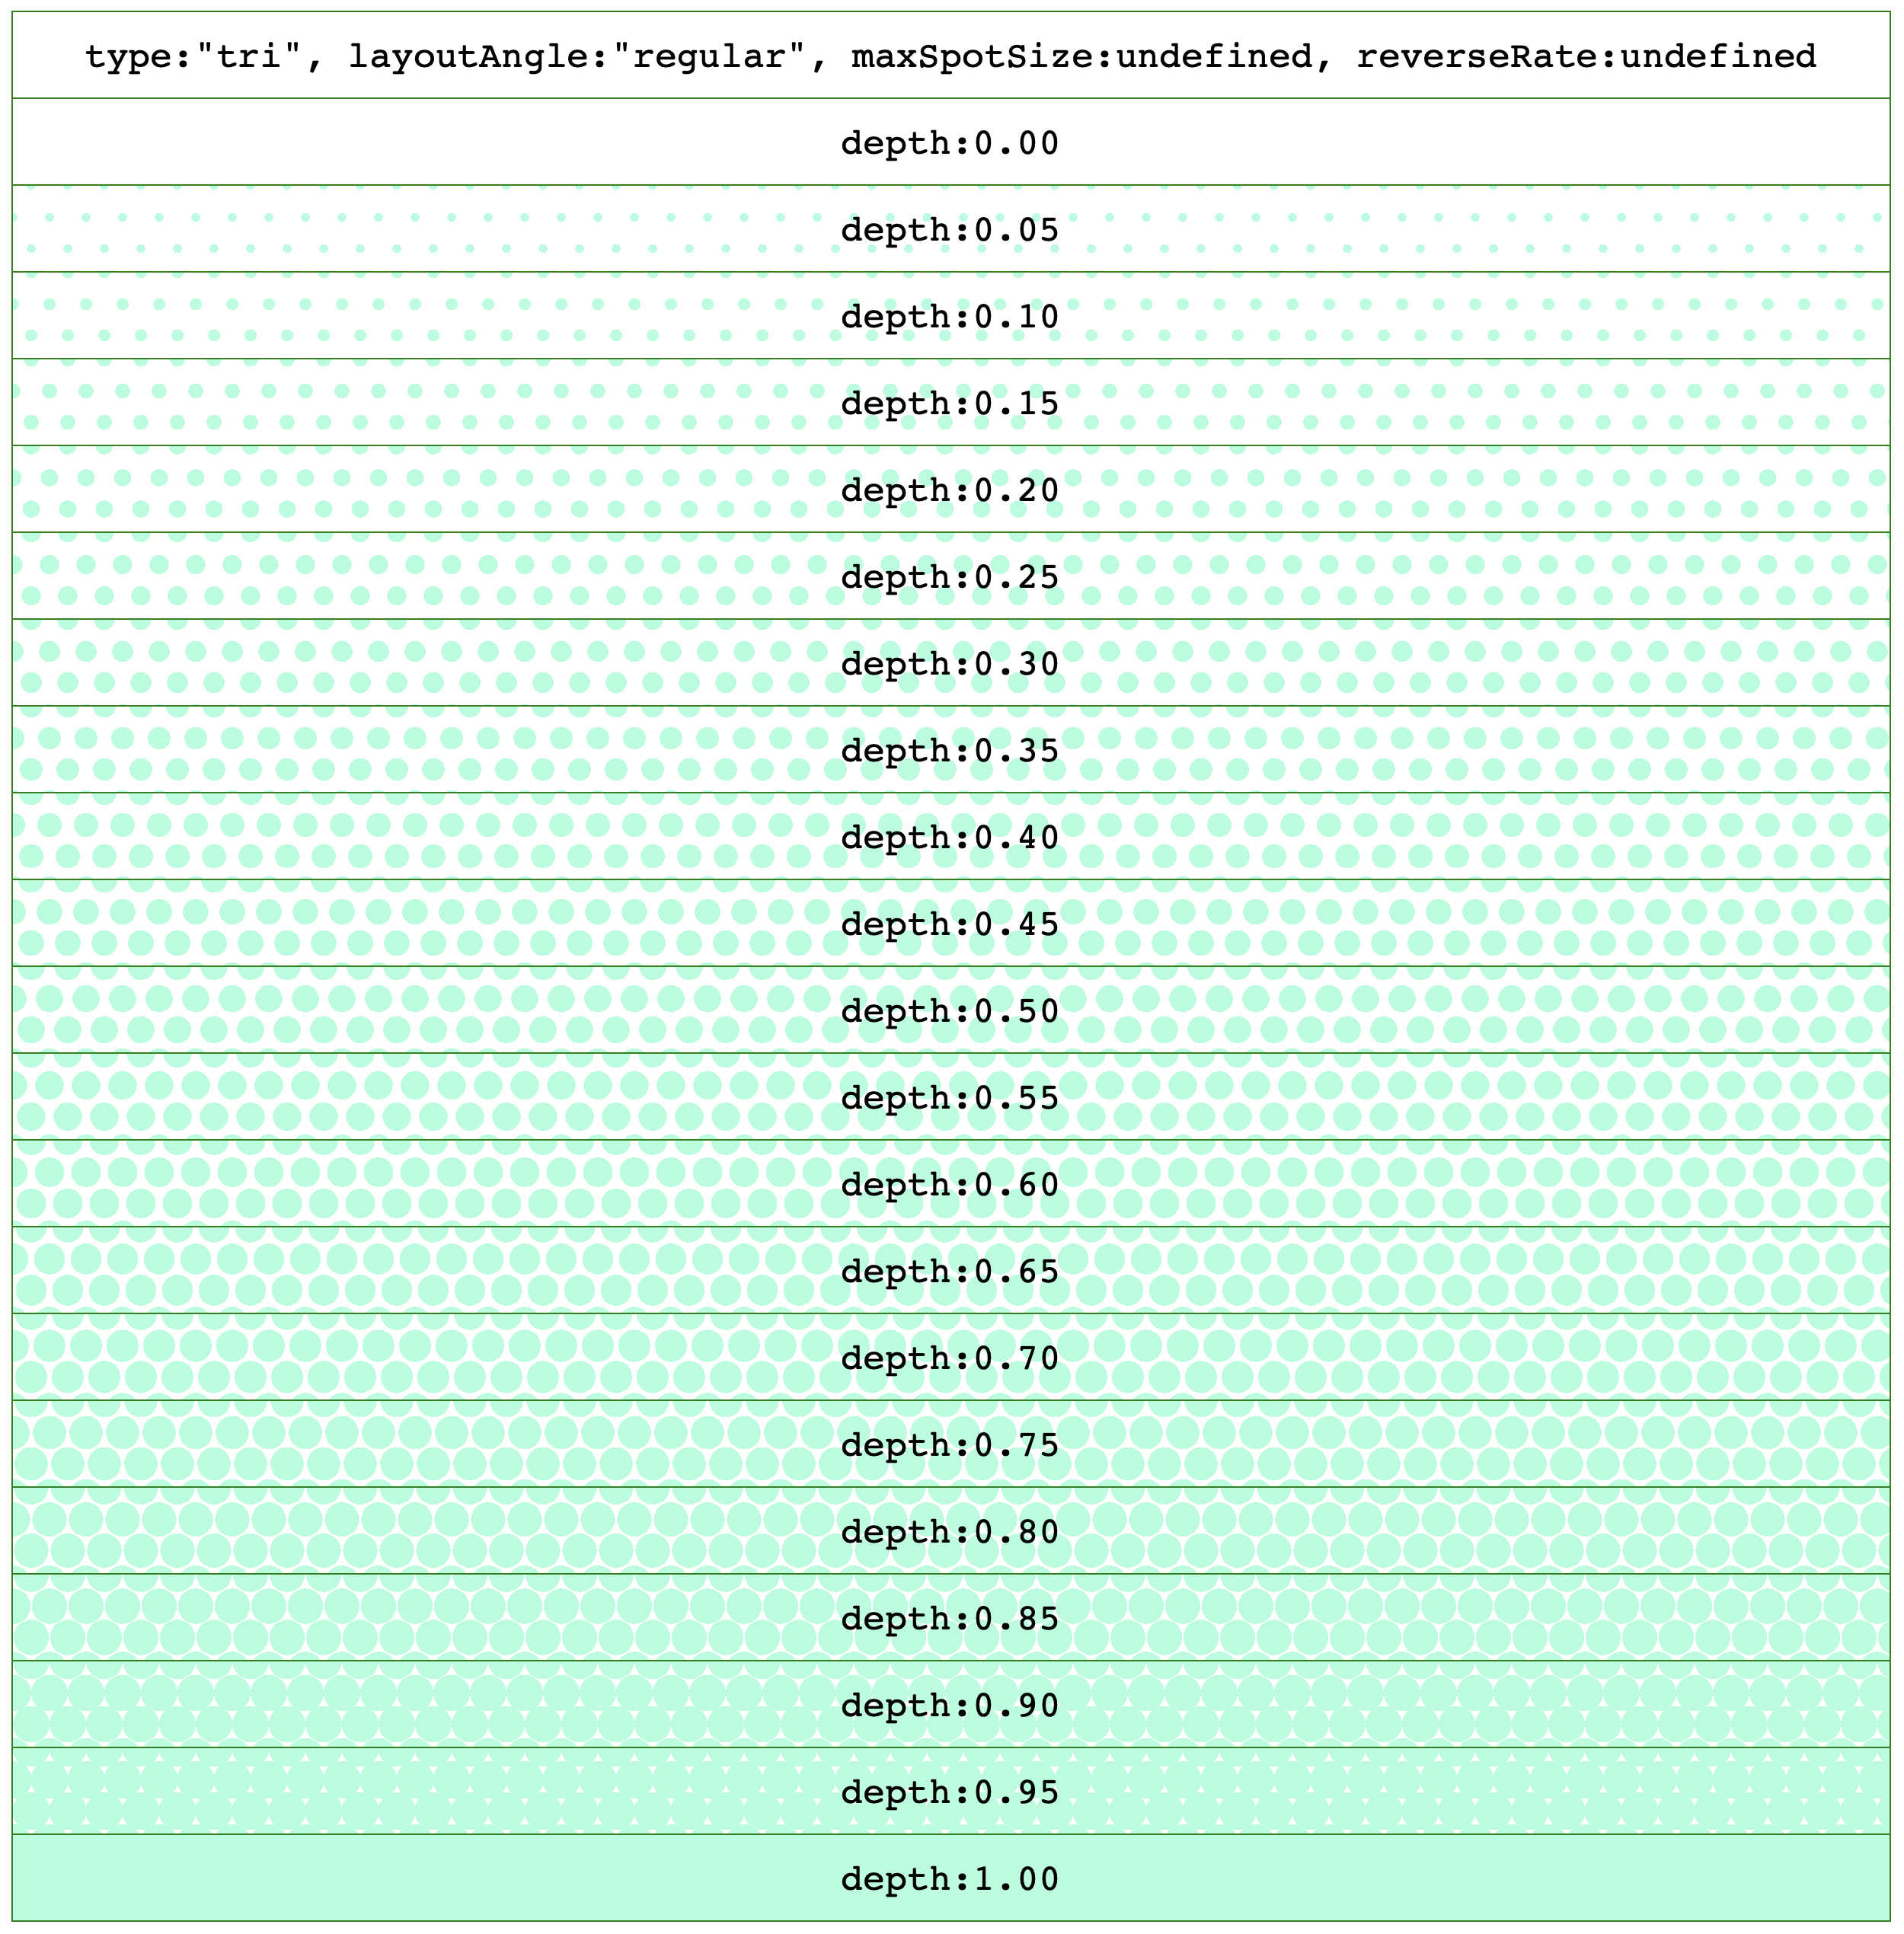 type:"tri", layoutAngle:"regular", maxSpotSize:undefined, reverseRate:undefined
depth:0.00
depth:0.05
depth:0.10
depth:0.15
depth:0.20
depth:0.25
depth:0.30
depth:0.35
depth:0.40
depth:0.45
depth:0.50
depth:0.55
depth:0.60
depth:0.65
depth:0.70
depth:0.75
depth:0.80
depth:0.85
depth:0.90
depth:0.95
depth:1.00